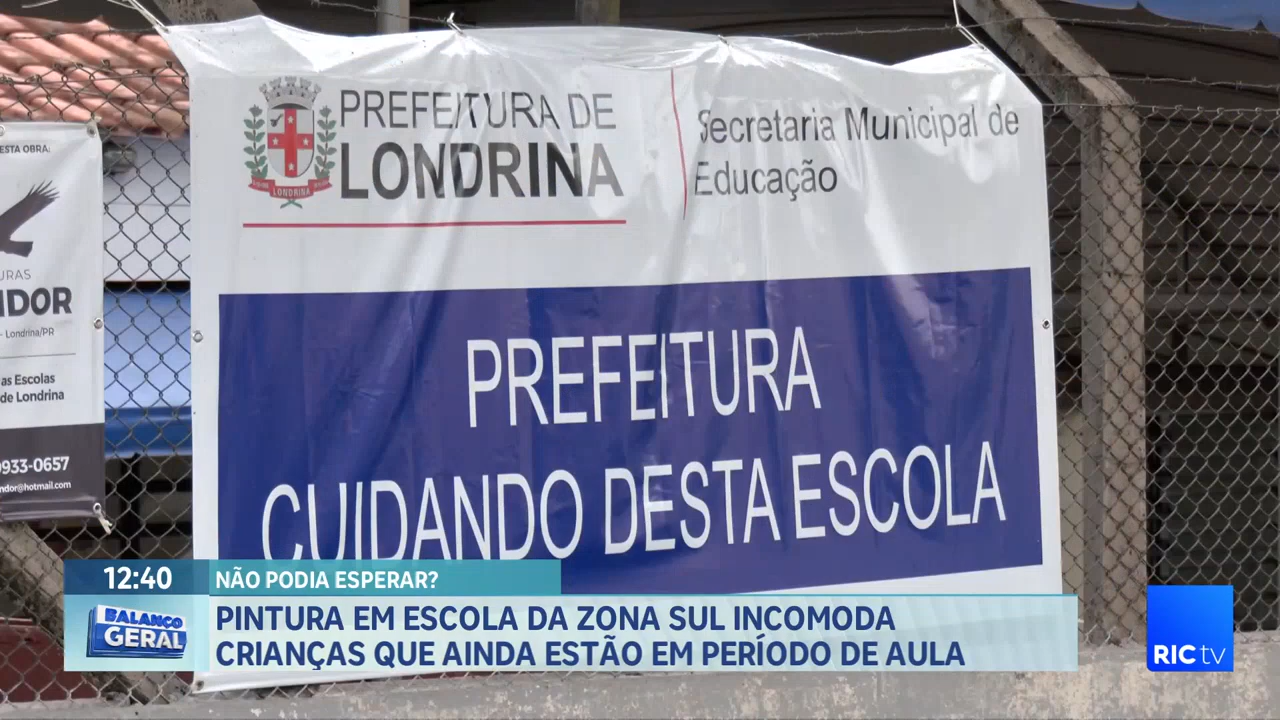 PREFEITURA DE
LONDRINA
Secretaria Municipal de
Educação
LONDRINA
ESTA OBRA:
URAS
NDOR
- Londrina/PR
as Escolas
de Londrina
9933-0657
ndor@hotmail.com
PREFEITURA
CUIDANDO DESTA ESCOLA
12:40
NÃO PODIA ESPERAR?
BALANÇO
GERAL
PINTURA EM ESCOLA DA ZONA SUL INCOMODA
CRIANÇAS QUE AINDA ESTÃO EM PERÍODO DE AULA
RIC tv